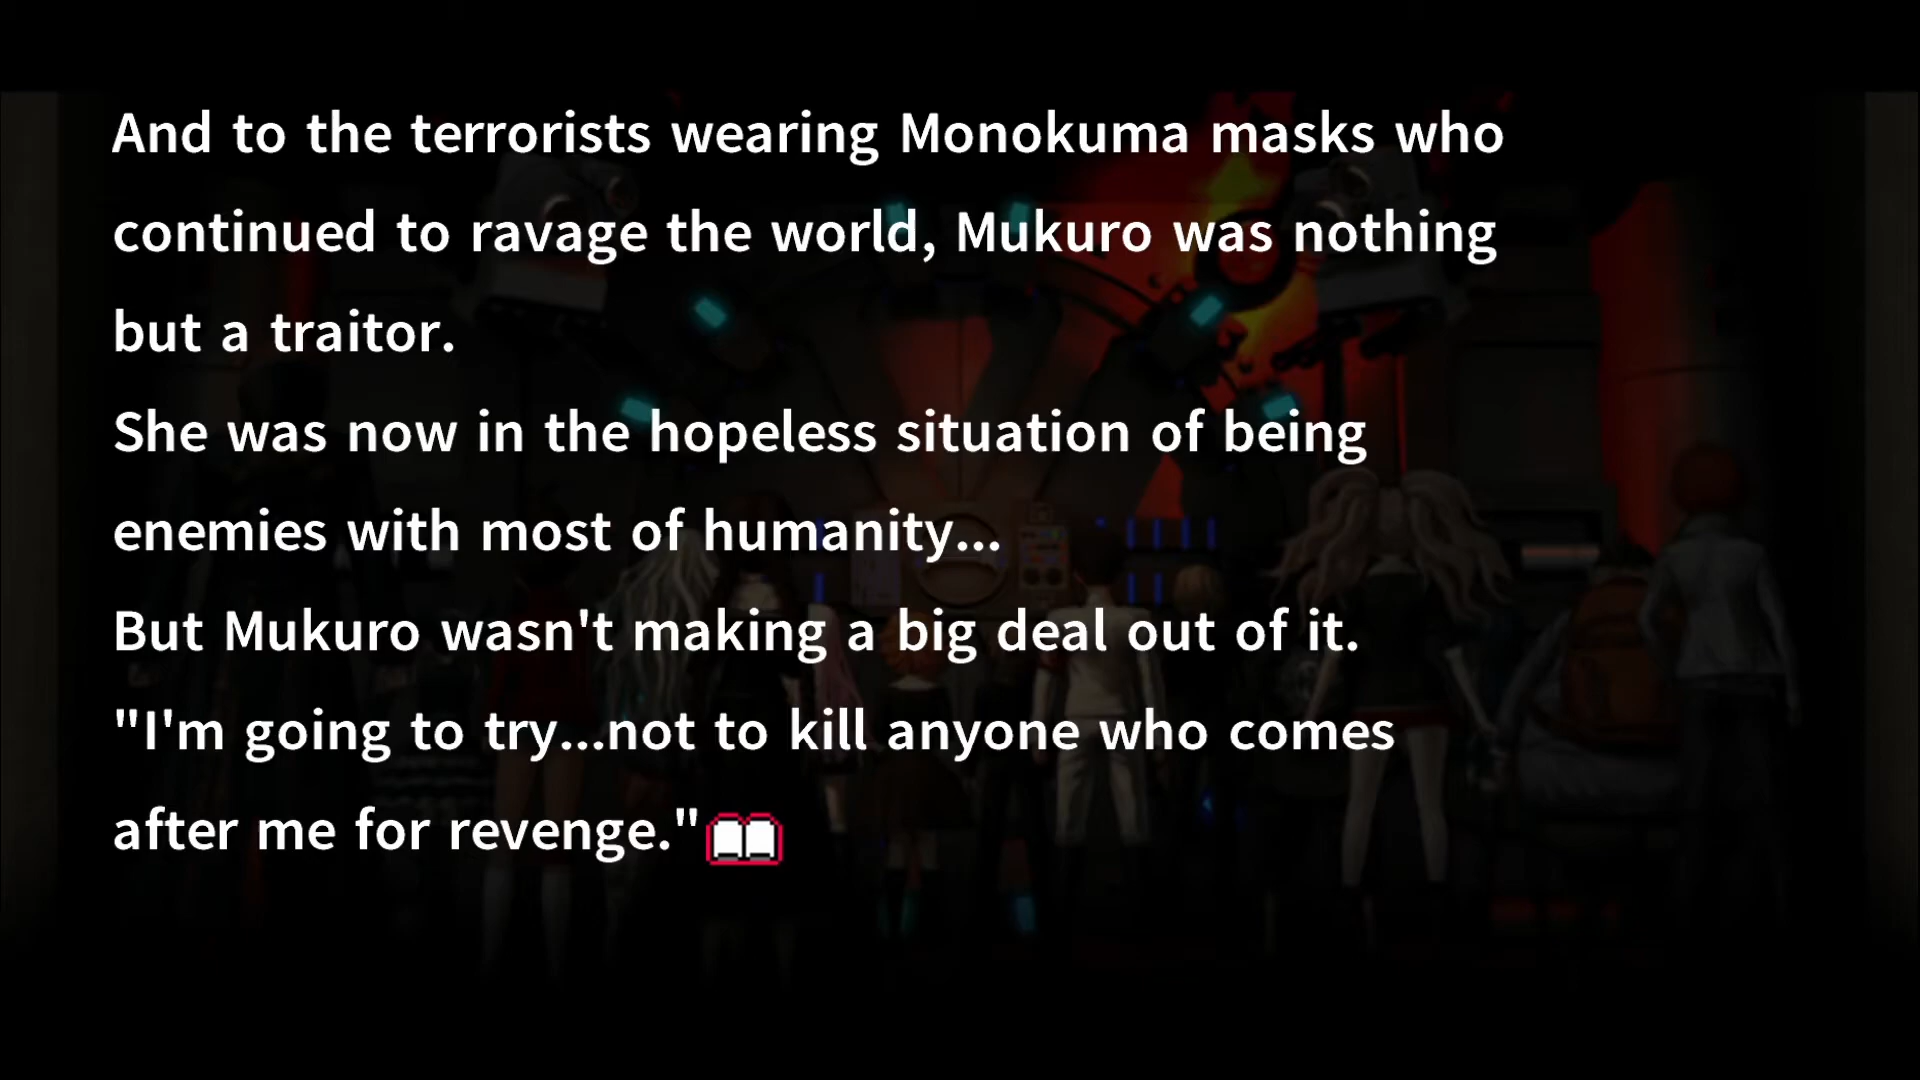 And to the terrorists wearing Monokuma masks who
continued to ravage the world, Mukuro was nothing
but a traitor.
She was now in the hopeless situation of being
enemies with most of humanity...
But Mukuro wasn't making a big deal out of it.
"I'm going to try...not to kill anyone who comes
after me for revenge."